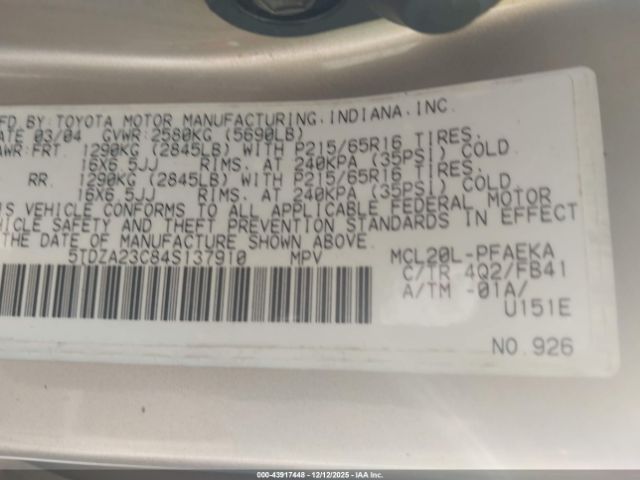 FD BY: TOYOTA MOTOR MANUFACTURING, INDIANA, INC.
ATE 03/04 GVWR: 2580KG (5690LB)
AWR: FRT 1290KG (2845LB) WITH P215/65R16 TIRES,
16X6.5JJ RIMS, AT 240KPA (35PSI) COLD
RR 1290KG (2845LB) WITH P215/65R16 TIRES,
16X6.5JJ RIMS, AT 240KPA (35PSI) COLD
IS VEHICLE CONFORMS TO ALL APPLICABLE FEDERAL MOTOR
VEHICLE SAFETY AND THEFT PREVENTION STANDARDS IN EFFECT
THE DATE OF MANUFACTURE SHOWN ABOVE.
5TDZA23C84S137910 MPV MCL20L-PFAEKA
C/TR 4Q2/FB41
A/TM -01A/
U151E
NO.926
000-43917448 - 12/12/2025 - IAA Inc.